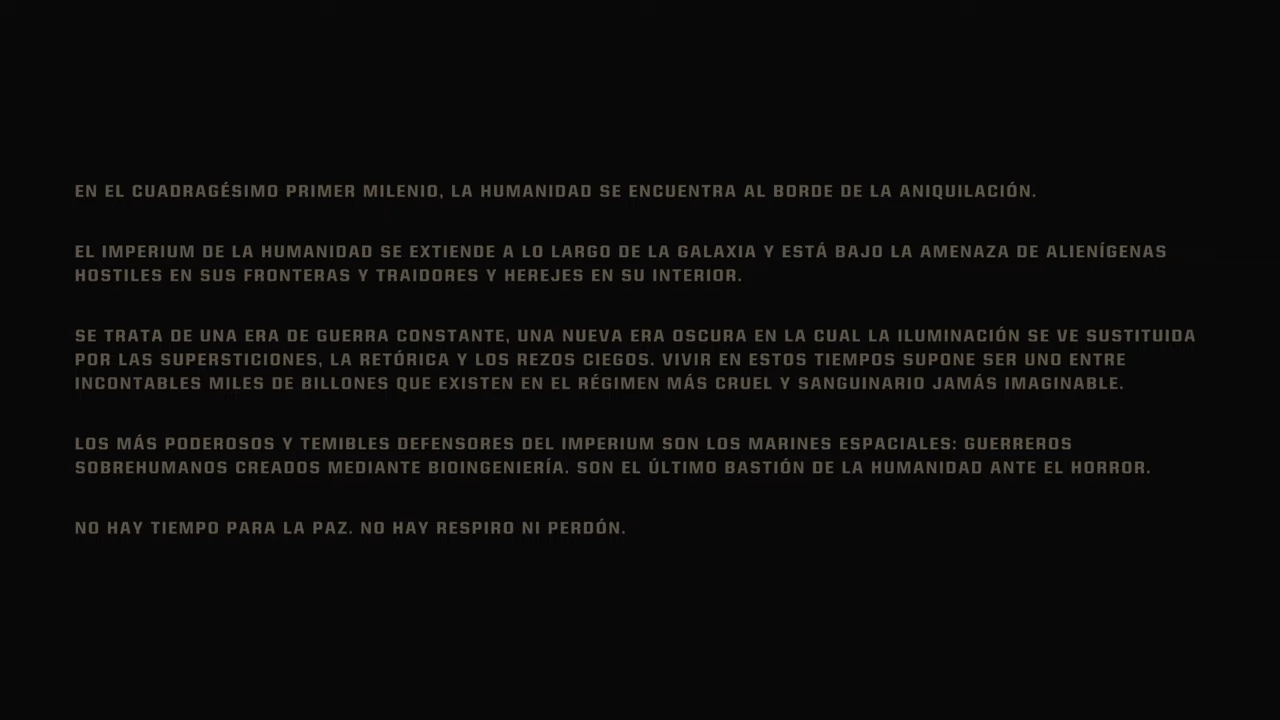 EN EL CUADRAGÉSIMO PRIMER MILENIO, LA HUMANIDAD SE ENCUENTRA AL BORDE DE LA ANIQUILACIÓN.
EL IMPERIUM DE LA HUMANIDAD SE EXTIENDE A LO LARGO DE LA GALAXIA Y ESTÁ BAJO LA AMENAZA DE ALIENÍGENAS
HOSTILES EN SUS FRONTERAS Y TRAIDORES Y HEREJES EN SU INTERIOR.
SE TRATA DE UNA ERA DE GUERRA CONSTANTE, UNA NUEVA ERA OSCURA EN LA CUAL LA ILUMINACIÓN SE VE SUSTITUIDA
POR LAS SUPERSTICIONES, LA RETÓRICA Y LOS REZOS CIEGOS. VIVIR EN ESTOS TIEMPOS SUPONE SER UNO ENTRE
INCONTABLES MILES DE BILLONES QUE EXISTEN EN EL RÉGIMEN MÁS CRUEL Y SANGUINARIO JAMÁS IMAGINABLE.
LOS MÁS PODEROSOS Y TEMIBLES DEFENSORES DEL IMPERIUM SON LOS MARINES ESPACIALES: GUERREROS
SOBREHUMANOS CREADOS MEDIANTE BIOINGENIERÍA. SON EL ÚLTIMO BASTIÓN DE LA HUMANIDAD ANTE EL HORROR.
NO HAY TIEMPO PARA LA PAZ. NO HAY RESPIRO NI PERDÓN.